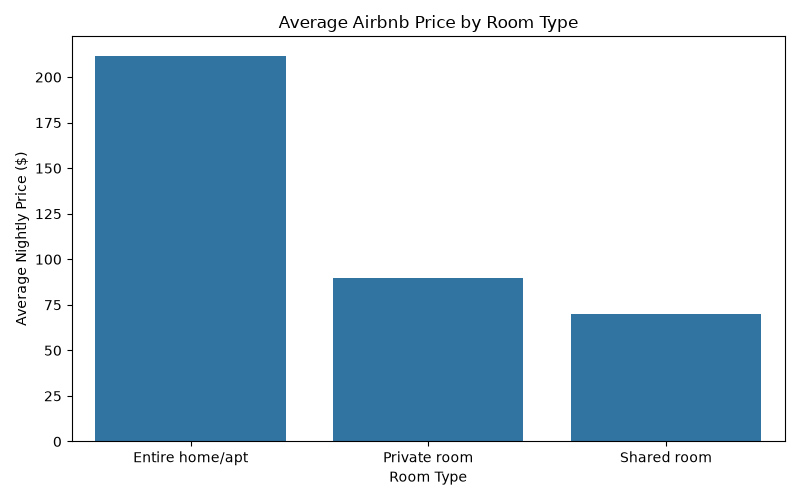 Average Airbnb Price by Room Type
Average Nightly Price ($)
200
175
150
125
100
75
50
25
0
Entire home/apt
Private room
Shared room
Room Type